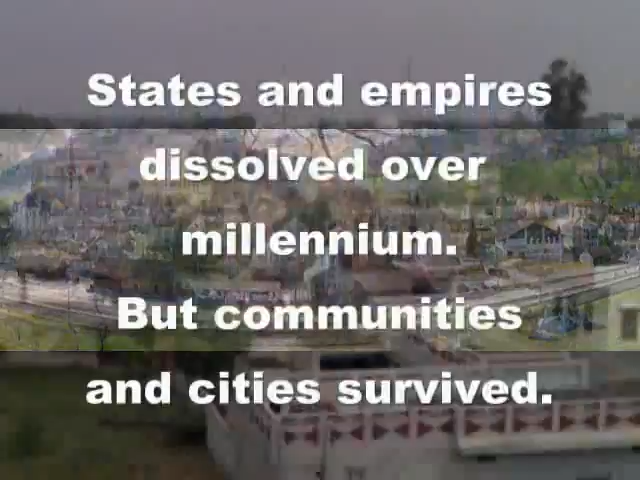 States and empires
dissolved over
millennium.
But communities
and cities survived.